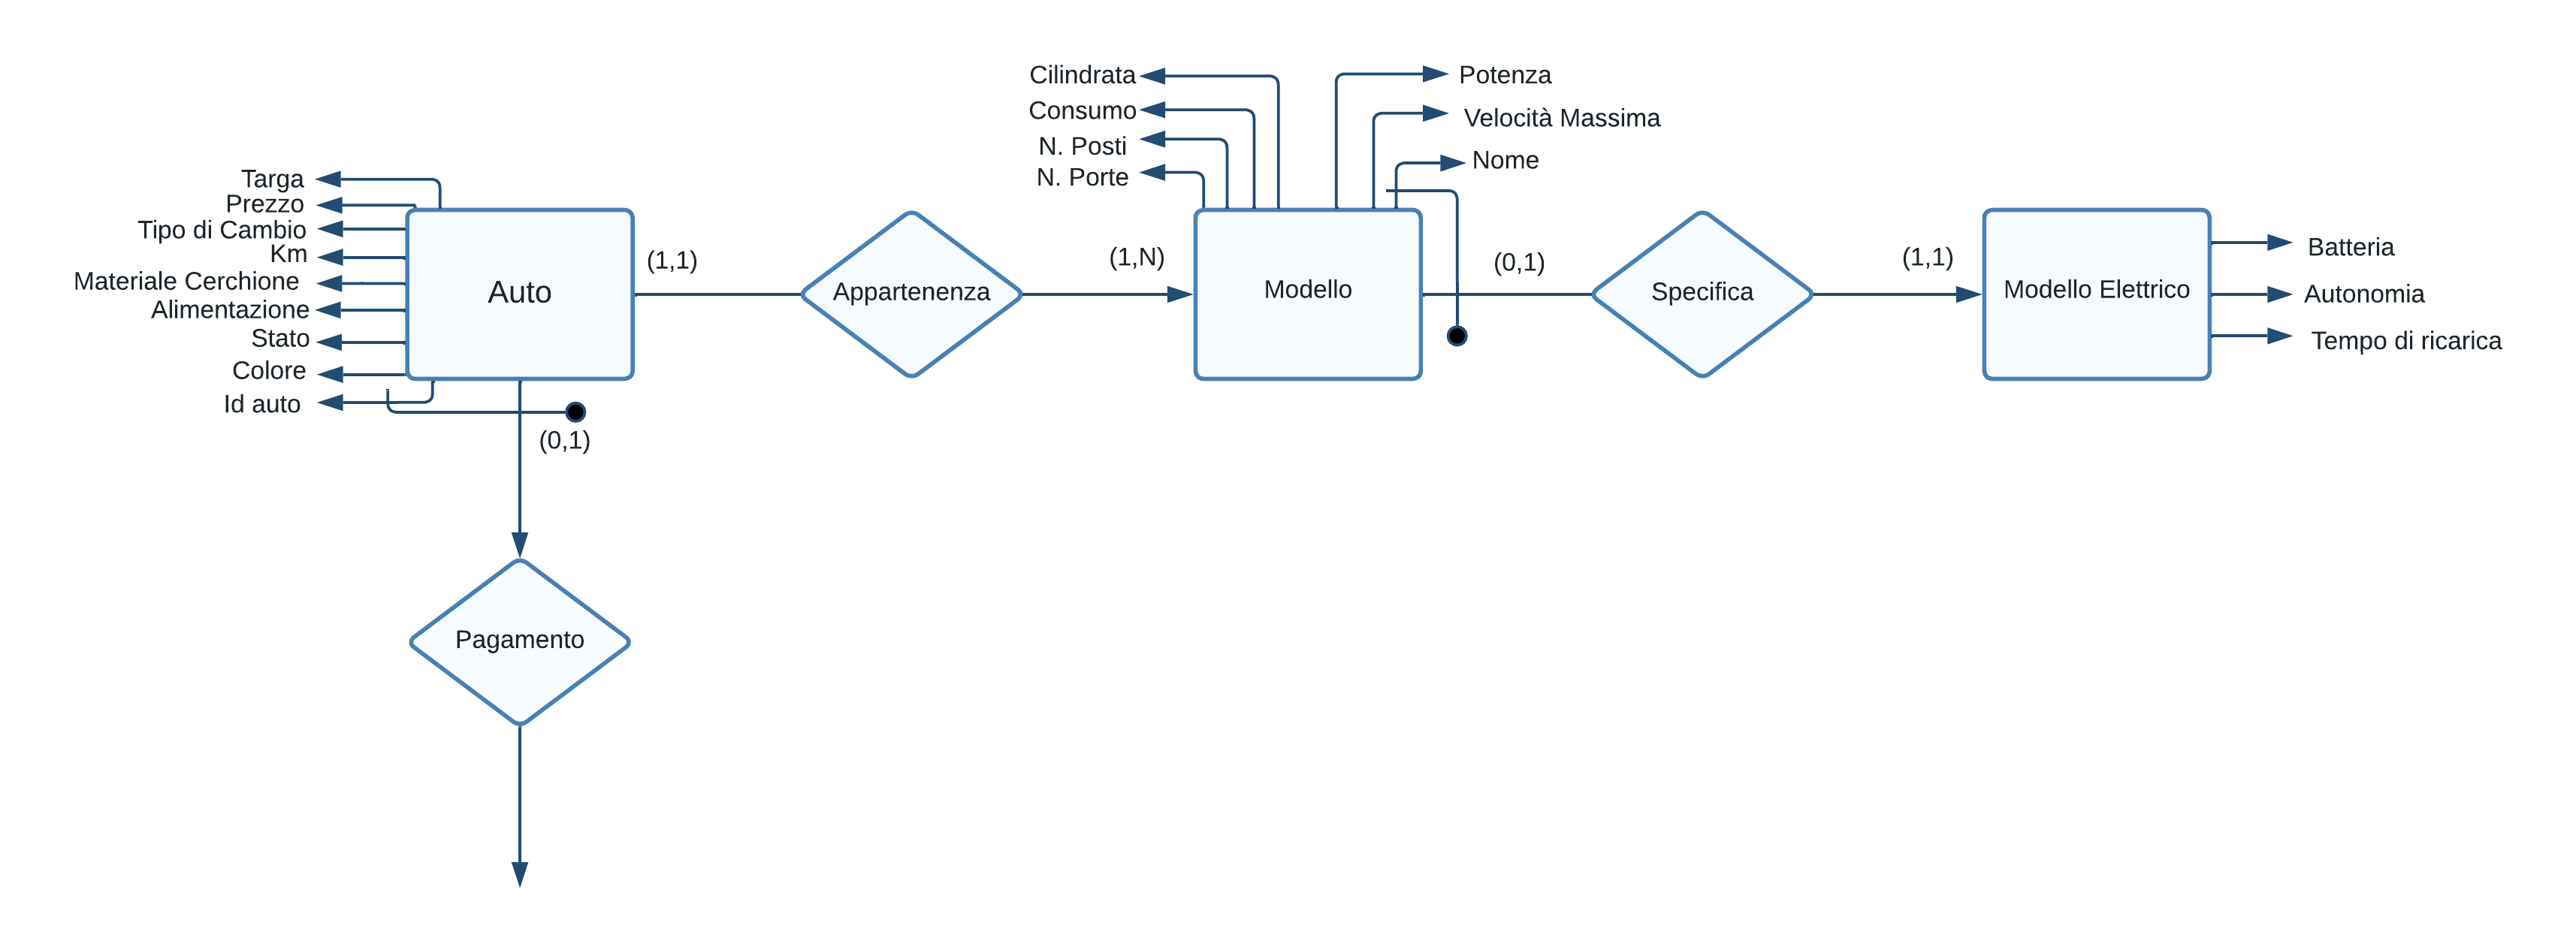 Cilindrata
Consumo
N. Posti
N. Porte
Potenza
Velocità Massima
Nome
Targa
Prezzo
Tipo di Cambio
Km
Materiale Cerchione
Alimentazione
Stato
Colore
Id auto
Auto
(1,1)
Appartenenza
(1,N)
Modello
(0,1)
Specifica
(1,1)
Modello Elettrico
Batteria
Autonomia
Tempo di ricarica
(0,1)
Pagamento